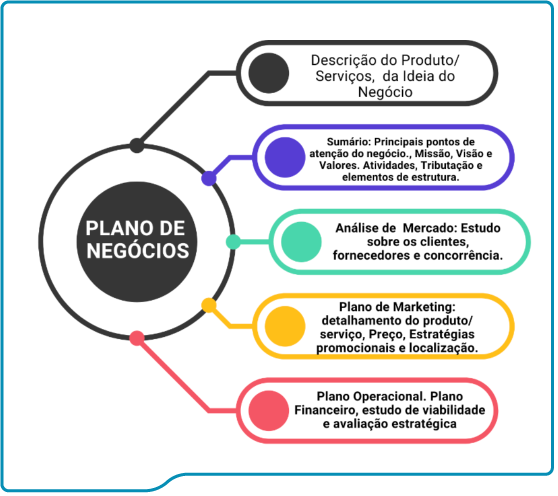 Descrição do Produto/
Serviços,  da Ideia do
Negócio
Sumário: Principais pontos de
atenção do negócio., Missão, Visão e
Valores. Atividades, Tributação e
elementos de estrutura.
PLANO DE
NEGÓCIOS
Análise de  Mercado: Estudo
sobre os clientes,
fornecedores e concorrência.
Plano de Marketing:
detalhamento do produto/
serviço, Preço, Estratégias
promocionais e localização.
Plano Operacional. Plano
Financeiro, estudo de viabilidade
e avaliação estratégica